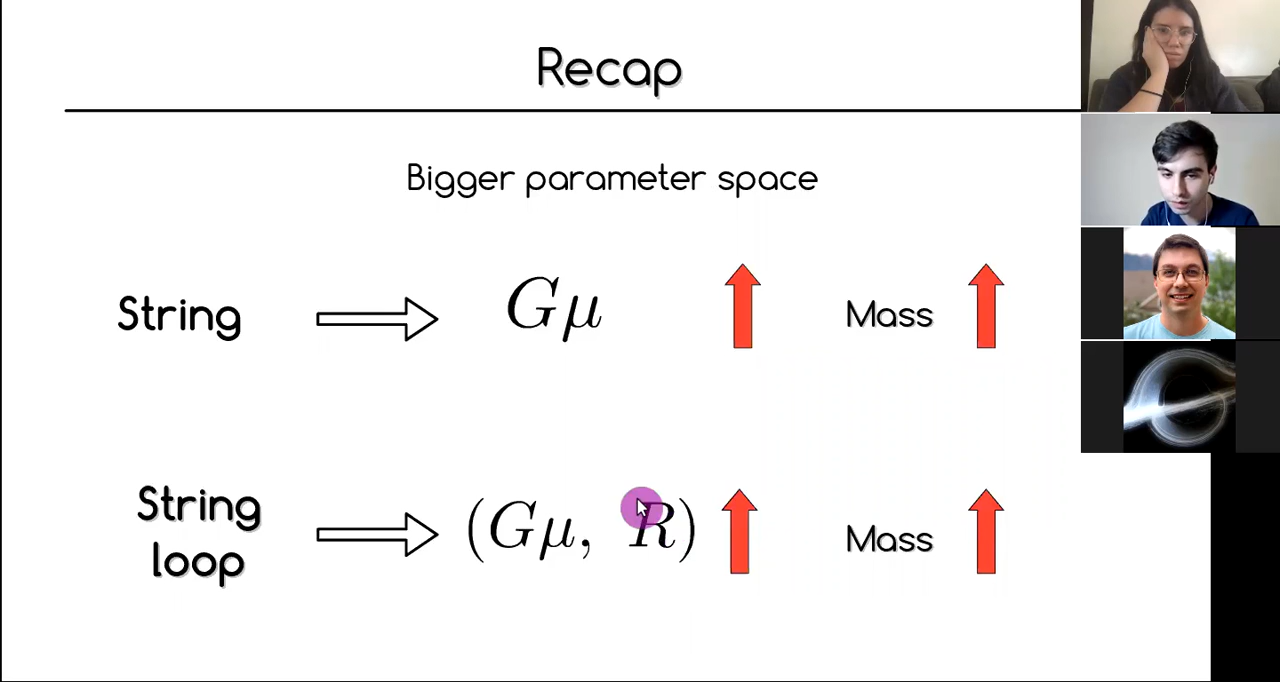 Recap
Bigger parameter space
String
Gμ
Mass
String
loop
(Gμ, R)
Mass